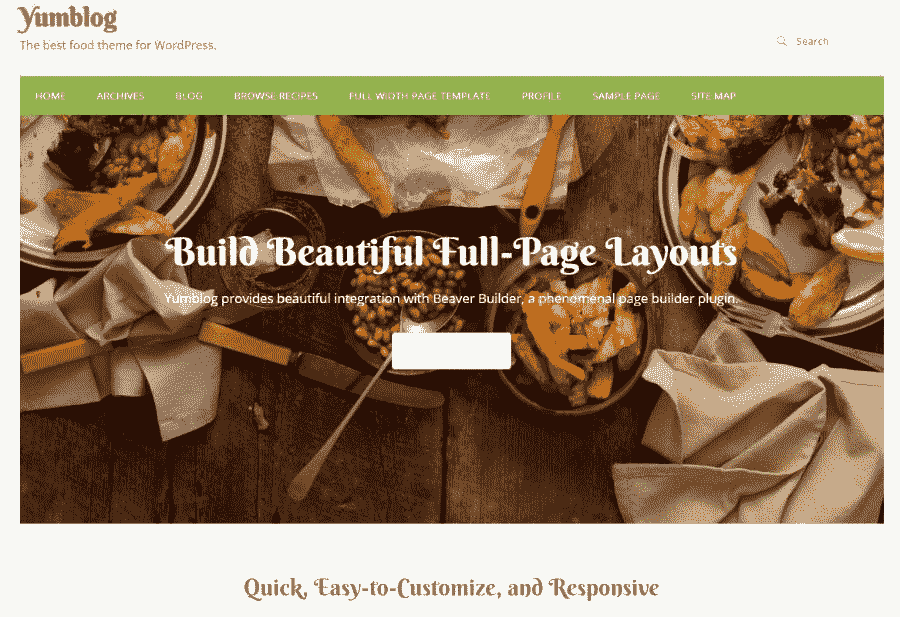 Yumblog
The best food theme for WordPress.
Search
HOME ARCHIVES BLOG BROWSE RECIPES FULL WIDTH PAGE TEMPLATE PROFILE SAMPLE PAGE SITE MAP
Build Beautiful Full-Page Layouts
Yumblog provides beautiful integration with Beaver Builder, a phenomenal page builder plugin.
Quick, Easy-to-Customize, and Responsive